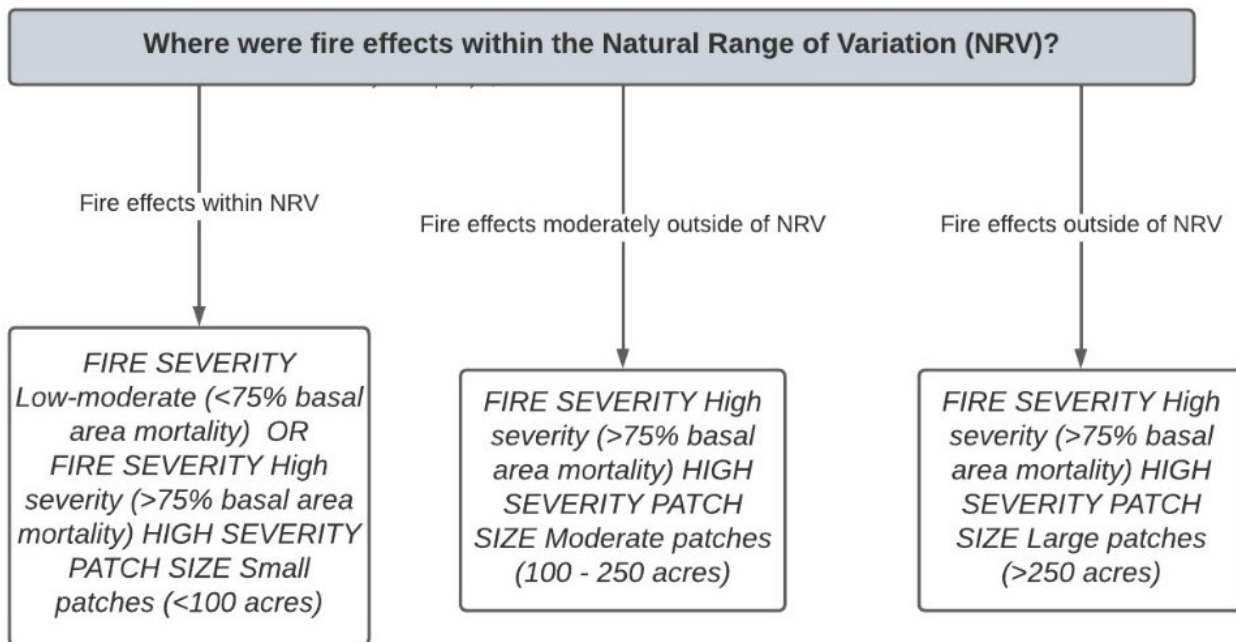 Where were fire effects within the Natural Range of Variation (NRV)?
Fire effects within NRV
Fire effects moderately outside of NRV
Fire effects outside of NRV
FIRE SEVERITY
Low-moderate (<75% basal
area mortality) OR
FIRE SEVERITY High
severity (>75% basal area
mortality) HIGH SEVERITY
PATCH SIZE Small
patches (<100 acres)
FIRE SEVERITY High
severity (>75% basal
area mortality) HIGH
SEVERITY PATCH
SIZE Moderate patches
(100 - 250 acres)
FIRE SEVERITY High
severity (>75% basal
area mortality) HIGH
SEVERITY PATCH
SIZE Large patches
(>250 acres)